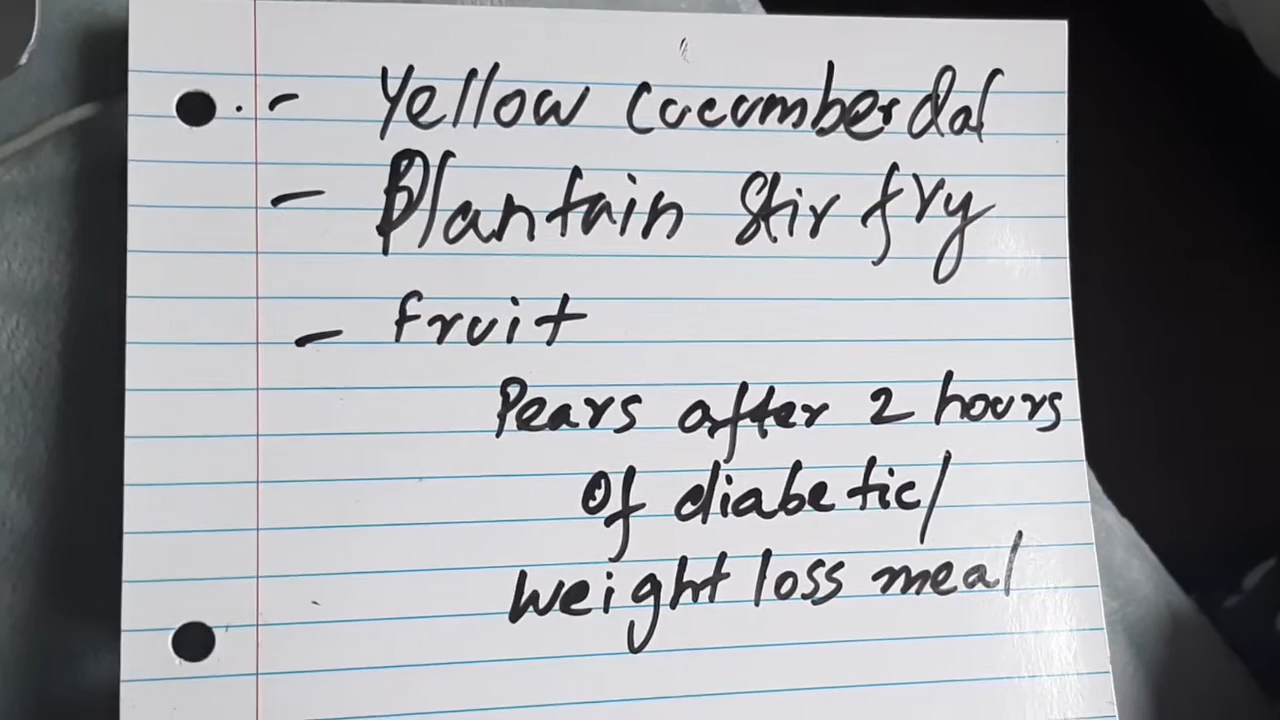 - Yellow Cucumber dal
- Plantain Stir fry
- fruit
Pears after 2 hours
Of diabetic/
weight loss meal